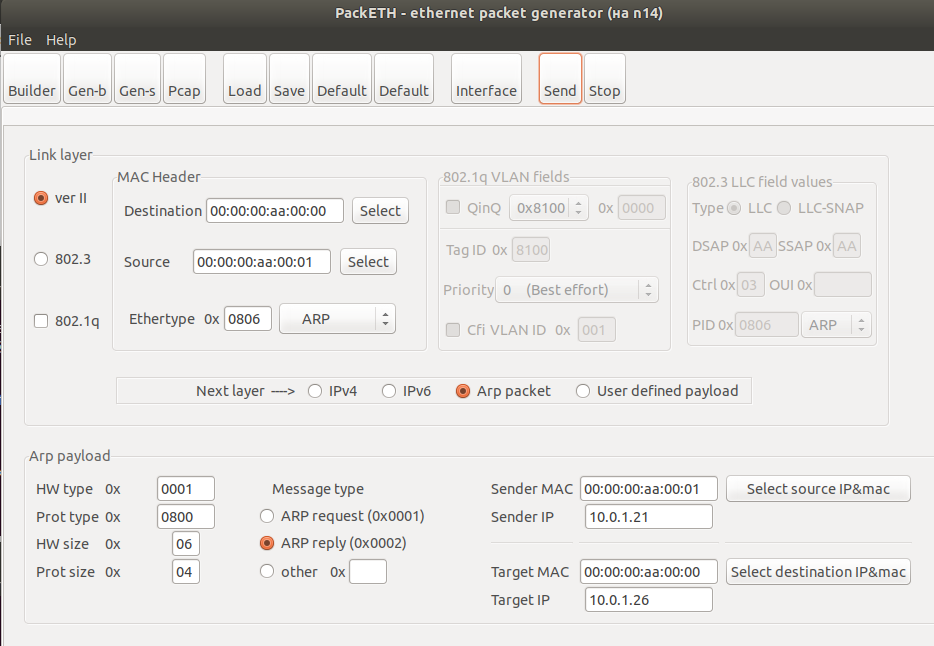 PackETH - ethernet packet generator (на n14)
File Help
Builder Gen-b Gen-s Pcap Load Save Default Default Interface Send Stop
Link layer
ver II
802.3
802.1q
MAC Header
Destination 00:00:00:aa:00:00 Select
Source 00:00:00:aa:00:01 Select
Ethertype 0x 0806 ARP
802.1q VLAN fields
QinQ 0x8100 0x 0000
Tag ID 0x 8100
Priority 0 (Best effort)
Cfi VLAN ID 0x 001
802.3 LLC field values
Type LLC LLC-SNAP
DSAP 0x AA SSAP 0x AA
Ctrl 0x 03 OUI 0x
PID 0x 0806 ARP
Next layer ----> IPv4 IPv6 Arp packet User defined payload
Arp payload
HW type 0x 0001
Prot type 0x 0800
HW size 0x 06
Prot size 0x 04
Message type
ARP request (0x0001)
ARP reply (0x0002)
other 0x
Sender MAC 00:00:00:aa:00:01 Select source IP&mac
Sender IP 10.0.1.21
Target MAC 00:00:00:aa:00:00 Select destination IP&mac
Target IP 10.0.1.26